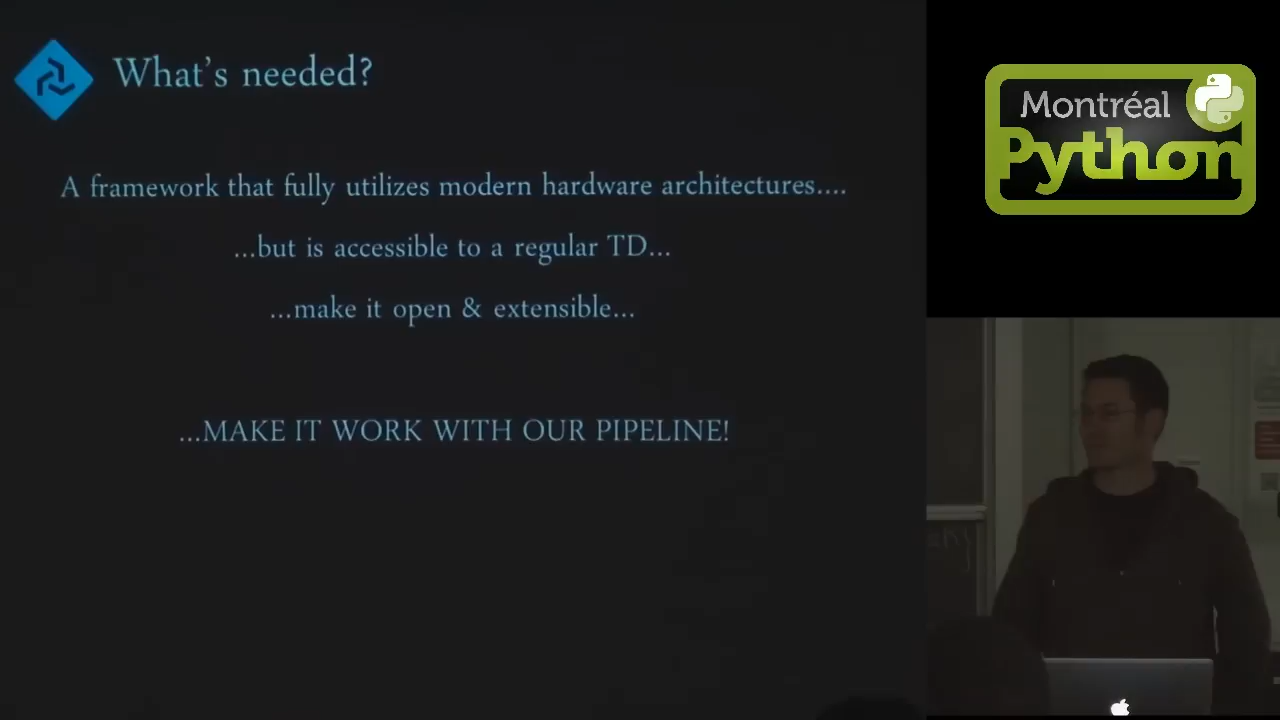 What's needed?
A framework that fully utilizes modern hardware architectures....
...but is accessible to a regular TD...
...make it open & extensible...
...MAKE IT WORK WITH OUR PIPELINE!
Montréal
Python